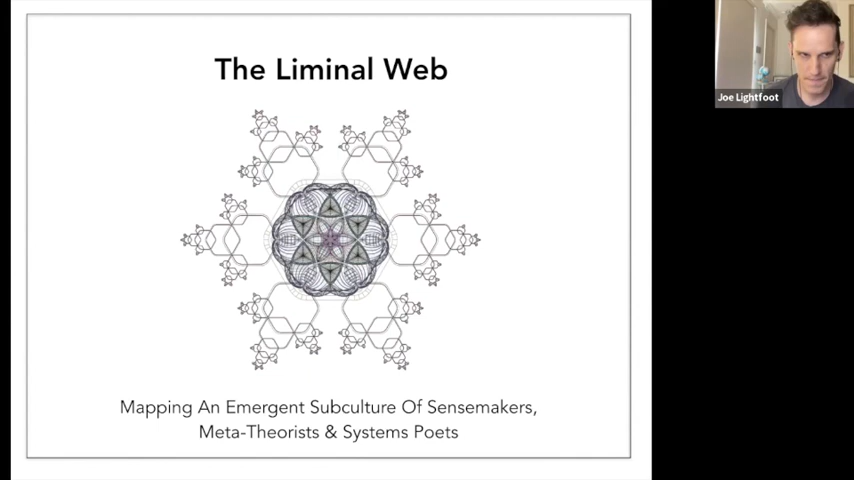 The Liminal Web
Joe Lightfoot
Mapping An Emergent Subculture Of Sensemakers,
Meta-Theorists & Systems Poets